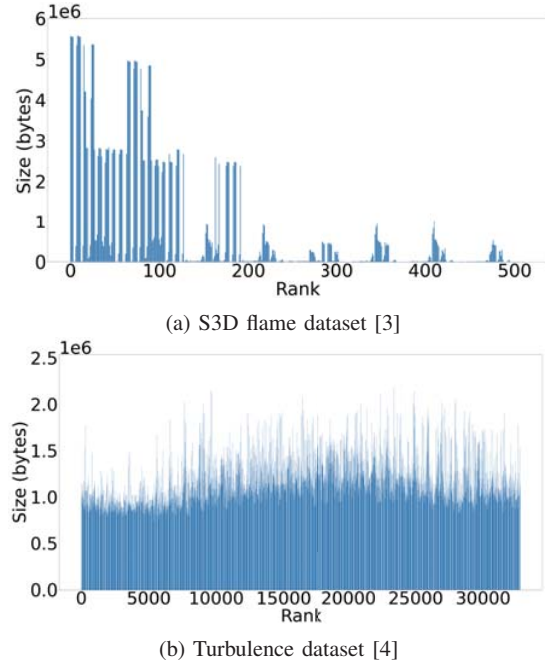 1e6
6
5
4
3
2
1
0
Size (bytes)
0 100 200 300 400 500
Rank
(a) S3D flame dataset [3]
1e6
2.5
2.0
1.5
1.0
0.5
0.0
Size (bytes)
0 5000 10000 15000 20000 25000 30000
Rank
(b) Turbulence dataset [4]